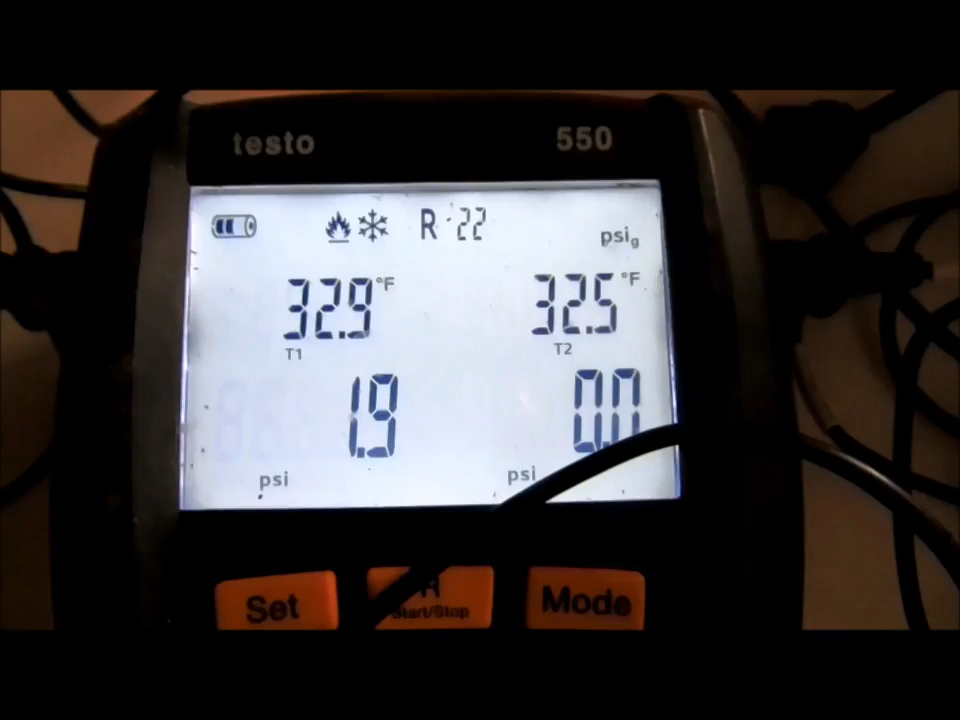 testo 550
R 22 psig
32.9 °F 32.5 °F
T1 T2
1.9 0.0
psi psi
Set Start/Stop Mode